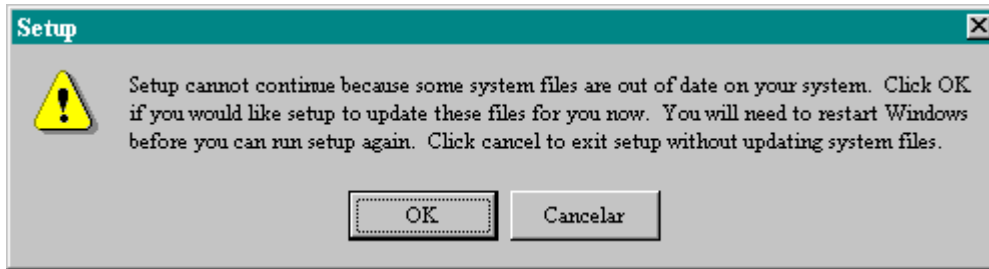 Setup
Setup cannot continue because some system files are out of date on your system. Click OK
if you would like setup to update these files for you now. You will need to restart Windows
before you can run setup again. Click cancel to exit setup without updating system files.
OK
Cancelar